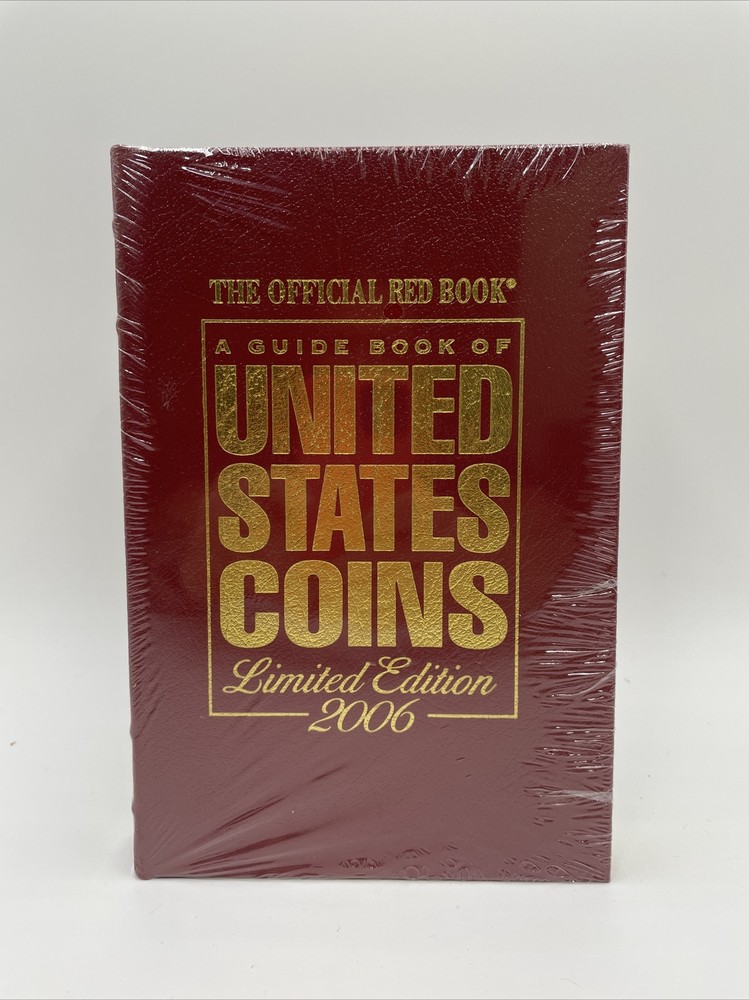 THE OFFICIAL RED BOOK®
A GUIDE BOOK OF
UNITED
STATES
COINS
Limited Edition
2006